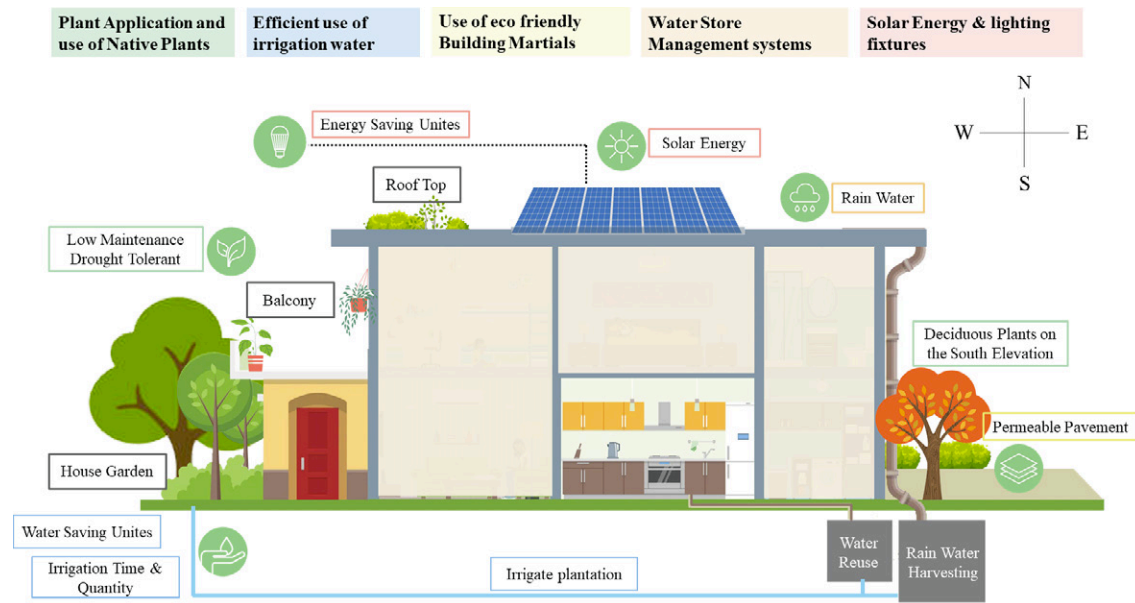 Plant Application and
use of Native Plants
Efficient use of
irrigation water
Use of eco friendly
Building Martials
Water Store
Management systems
Solar Energy & lighting
fixtures
N
W
E
S
Energy Saving Unites
Solar Energy
Roof Top
Rain Water
Low Maintenance
Drought Tolerant
Balcony
Deciduous Plants on
the South Elevation
Permeable Pavement
House Garden
Water Saving Unites
Irrigation Time &
Quantity
Irrigate plantation
Water
Reuse
Rain Water
Harvesting